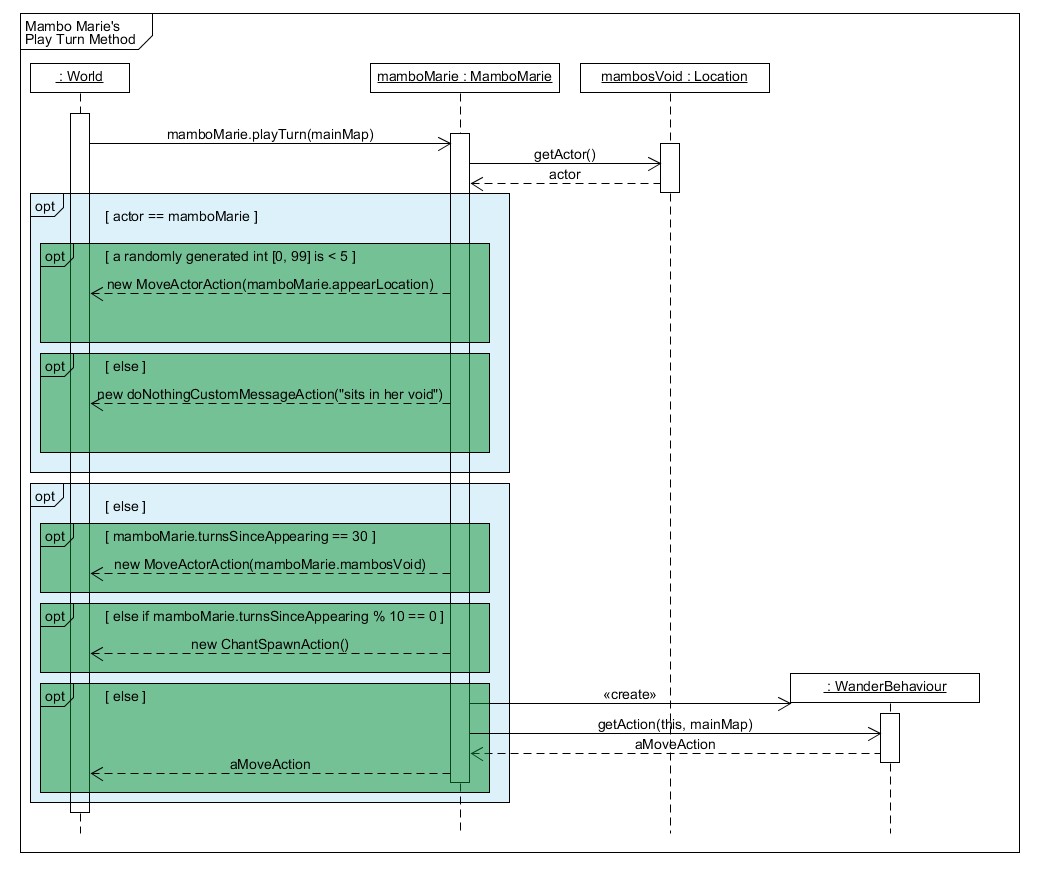 Mambo Marie's
Play Turn Method
: World
mamboMarie : MamboMarie
mambosVoid : Location
mamboMarie.playTurn(mainMap)
getActor()
actor
opt
[ actor == mamboMarie ]
opt
[ a randomly generated int [0, 99] is < 5 ]
new MoveActorAction(mamboMarie.appearLocation)
opt
[ else ]
new doNothingCustomMessageAction("sits in her void")
opt
[ else ]
opt
[ mamboMarie.turnsSinceAppearing == 30 ]
new MoveActorAction(mamboMarie.mambosVoid)
opt
[ else if mamboMarie.turnsSinceAppearing % 10 == 0 ]
new ChantSpawnAction()
opt
[ else ]
«create»
: WanderBehaviour
getAction(this, mainMap)
aMoveAction
aMoveAction